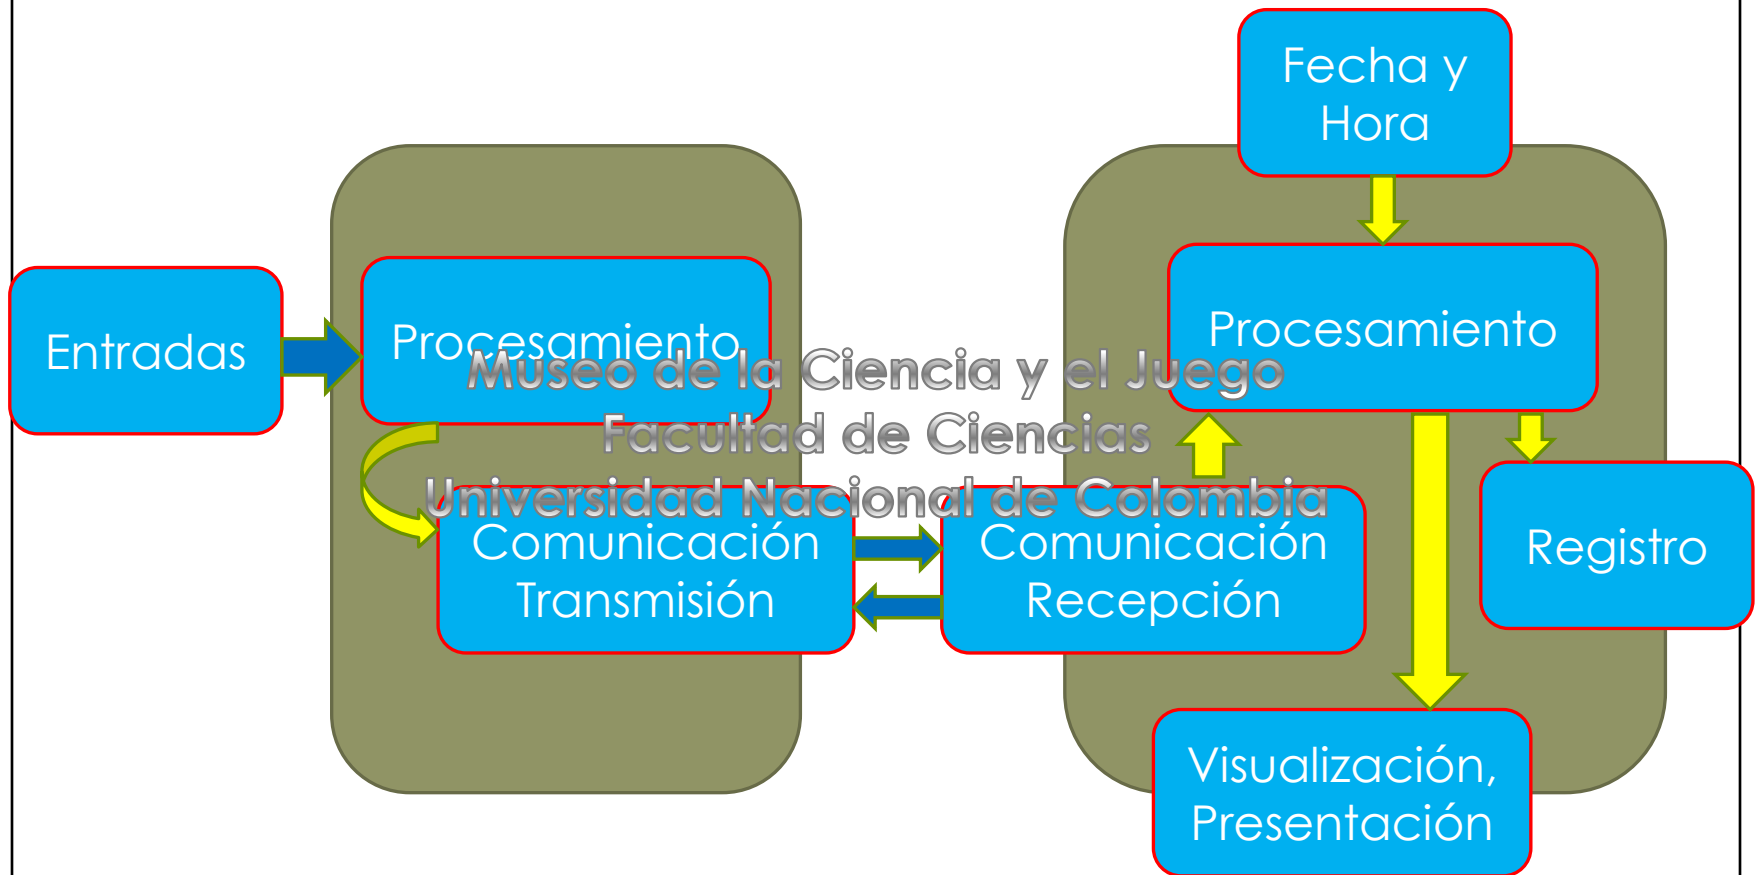 Fecha y
Hora
Entradas
Procesamiento
Procesamiento
Museo de la Ciencia y el Juego
Facultad de Ciencias
Universidad Nacional de Colombia
Comunicación
Transmisión
Comunicación
Recepción
Registro
Visualización,
Presentación